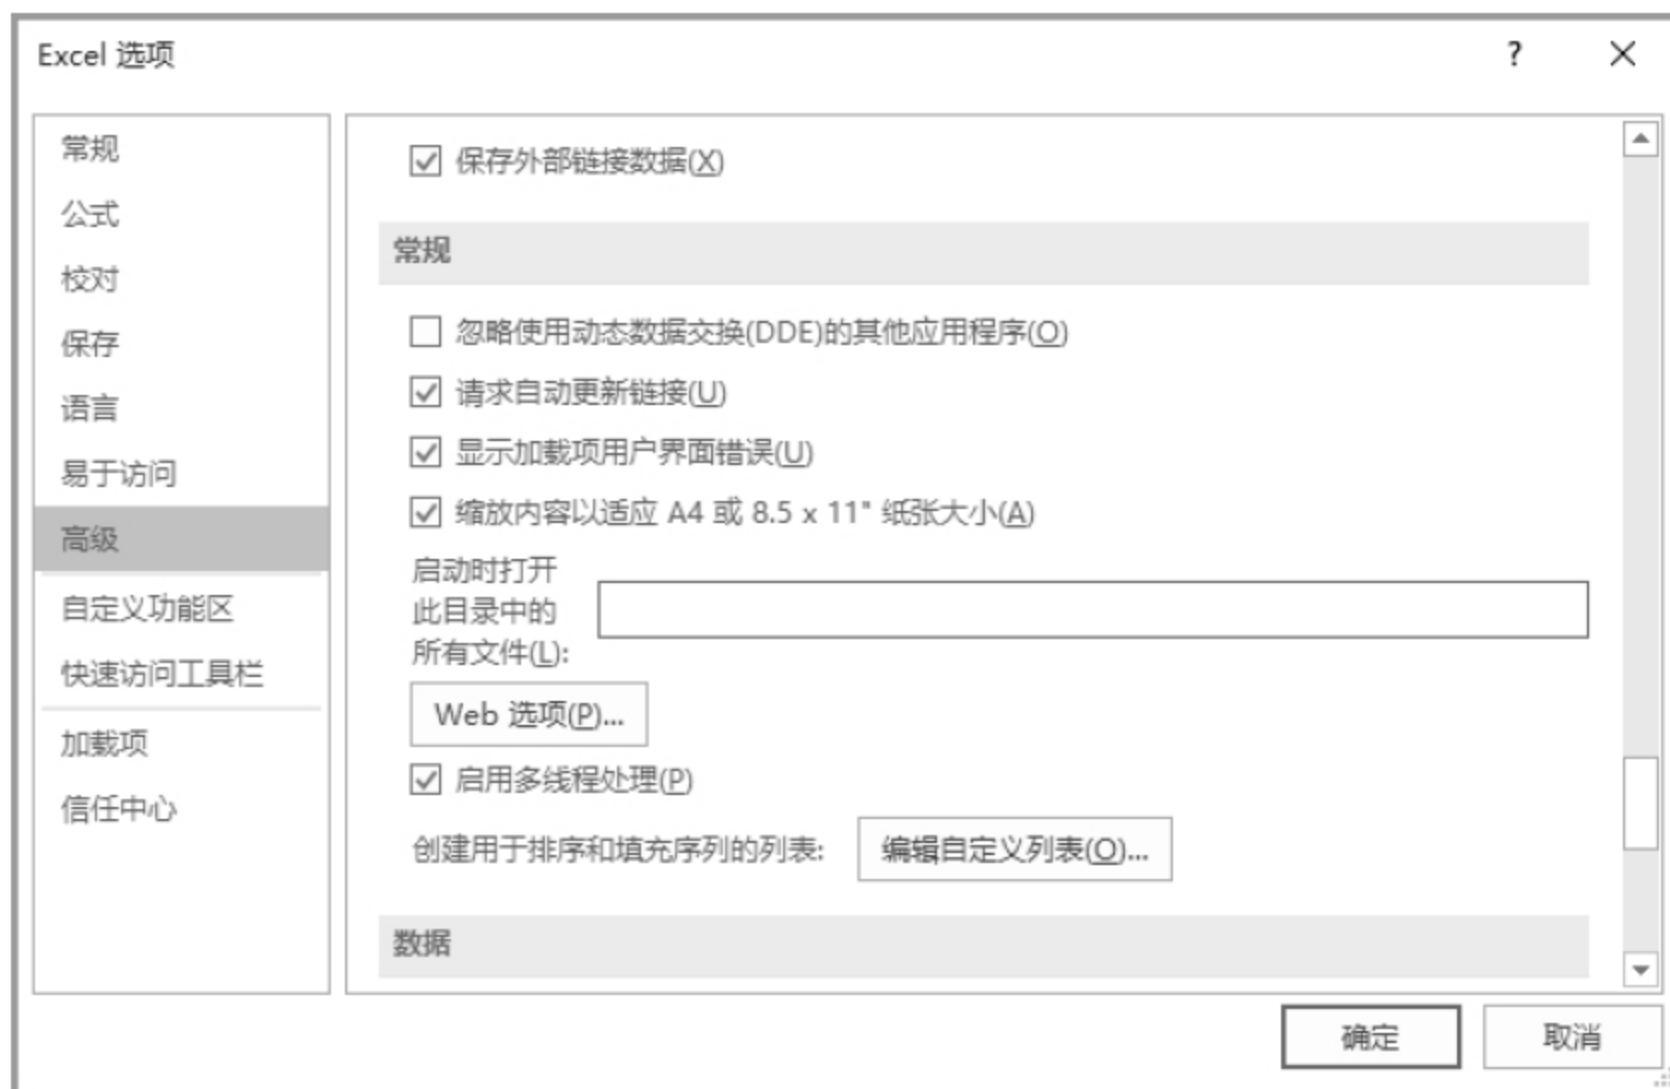 Excel 选项
?
常规
公式
校对
保存
语言
易于访问
高级
自定义功能区
快速访问工具栏
加载项
信任中心
保存外部链接数据(X)
常规
忽略使用动态数据交换(DDE)的其他应用程序(O)
请求自动更新链接(U)
显示加载项用户界面错误(U)
缩放内容以适应 A4 或 8.5 x 11" 纸张大小(A)
启动时打开
此目录中的
所有文件(L):
Web 选项(P)...
启用多线程处理(P)
创建用于排序和填充序列的列表:
编辑自定义列表(O)...
数据
确定
取消